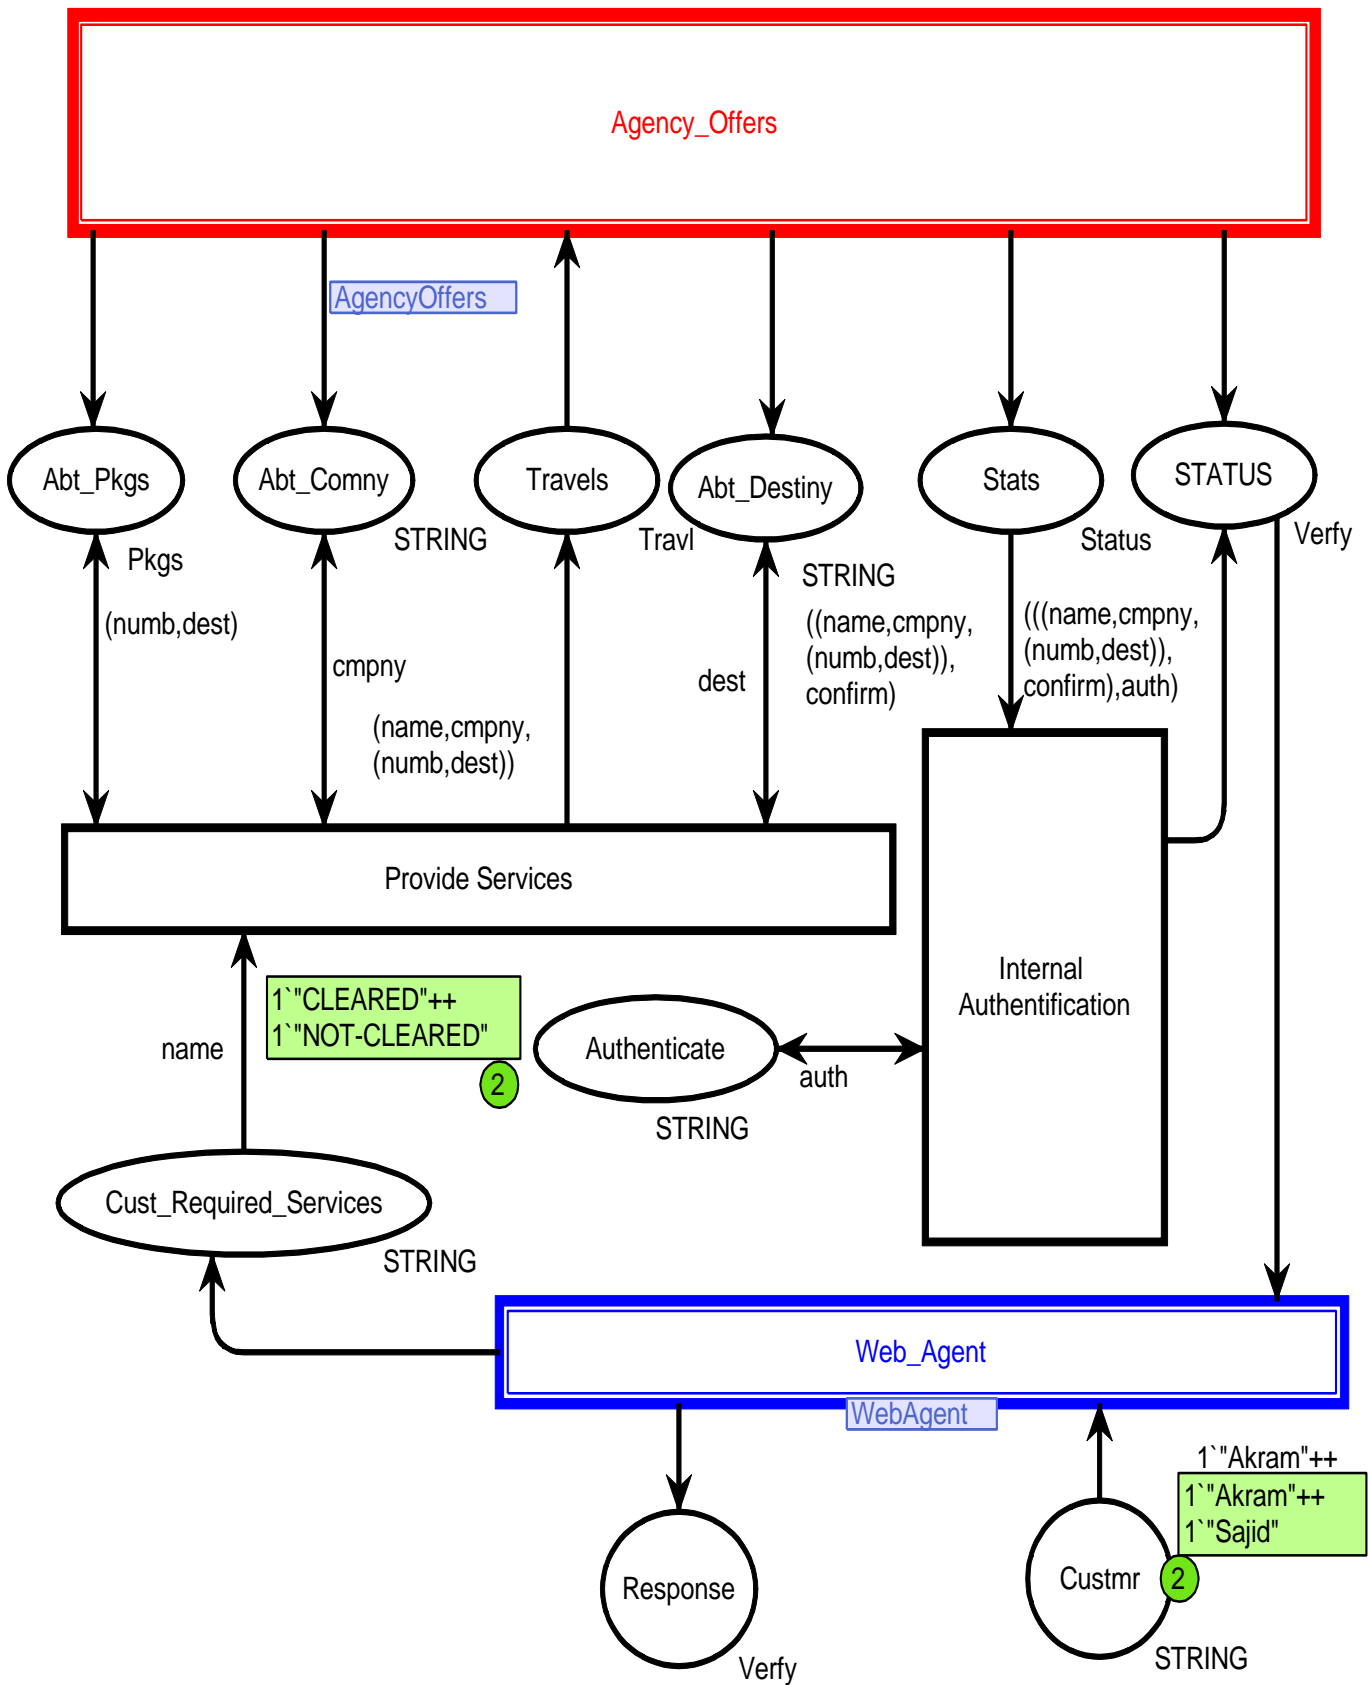 Agency_Offers
AgencyOffers
Abt_Pkgs
Abt_Comny
Travels
Abt_Destiny
Stats
STATUS
Pkgs
STRING
Travl
STRING
Status
Verfy
(numb,dest)
cmpny
(name,cmpny,
(numb,dest))
dest
((name,cmpny,
(numb,dest)),
confirm)
(((name,cmpny,
(numb,dest)),
confirm),auth)
Provide Services
Internal
Authentification
name
1`"CLEARED"++
1`"NOT-CLEARED"
2
Authenticate
auth
STRING
Cust_Required_Services
STRING
Web_Agent
WebAgent
1`"Akram"++
1`"Akram"++
1`"Sajid"
Response
Custmr
2
Verfy
STRING